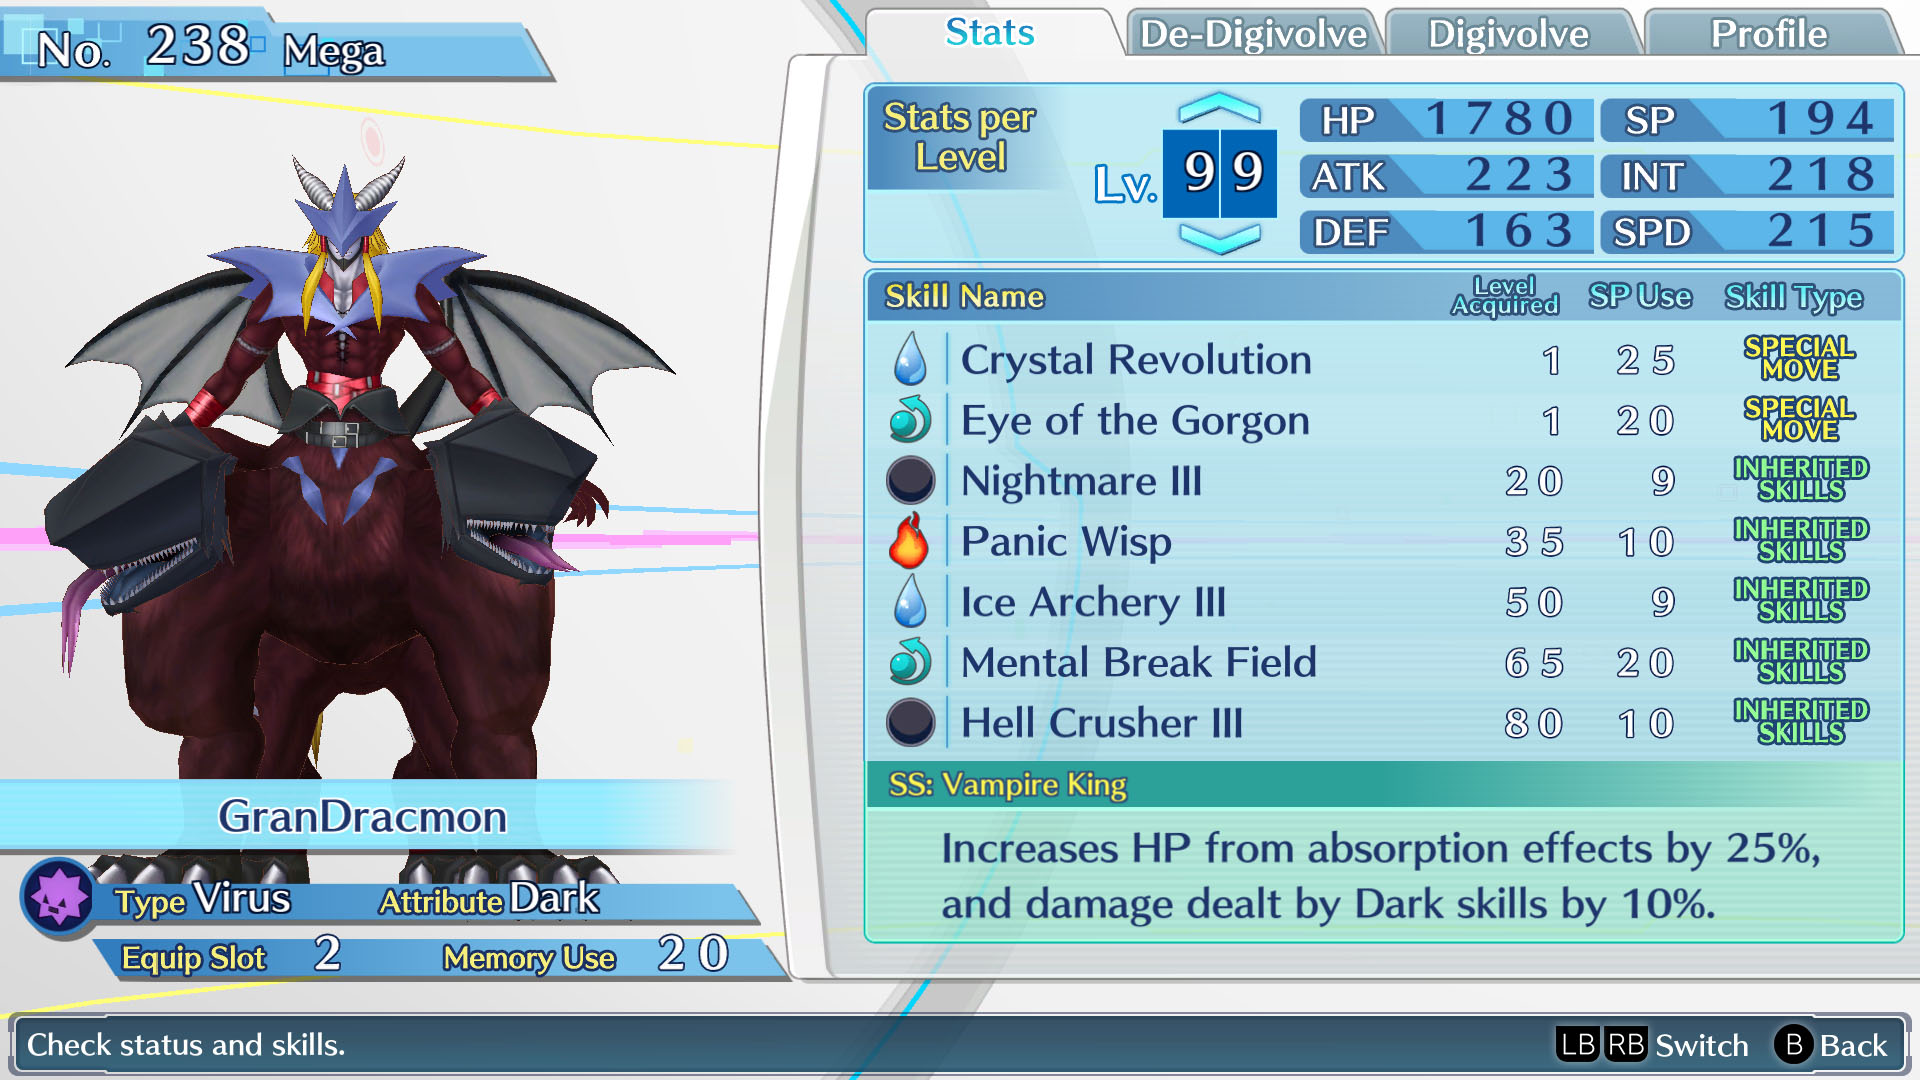 No. 238 Mega
Stats
De-Digivolve
Digivolve
Profile
Stats per
Level
Lv. 99
HP 1780
SP 194
ATK 223
INT 218
DEF 163
SPD 215
Skill Name
Level
Acquired
SP Use
Skill Type
Crystal Revolution 1 25 SPECIAL
MOVE
Eye of the Gorgon 1 20 SPECIAL
MOVE
Nightmare III 20 9 INHERITED
SKILLS
Panic Wisp 35 10 INHERITED
SKILLS
Ice Archery III 50 9 INHERITED
SKILLS
Mental Break Field 65 20 INHERITED
SKILLS
Hell Crusher III 80 10 INHERITED
SKILLS
SS: Vampire King
Increases HP from absorption effects by 25%,
and damage dealt by Dark skills by 10%.
GranDracmon
Type Virus Attribute Dark
Equip Slot 2 Memory Use 20
Check status and skills.
LB RB Switch B Back